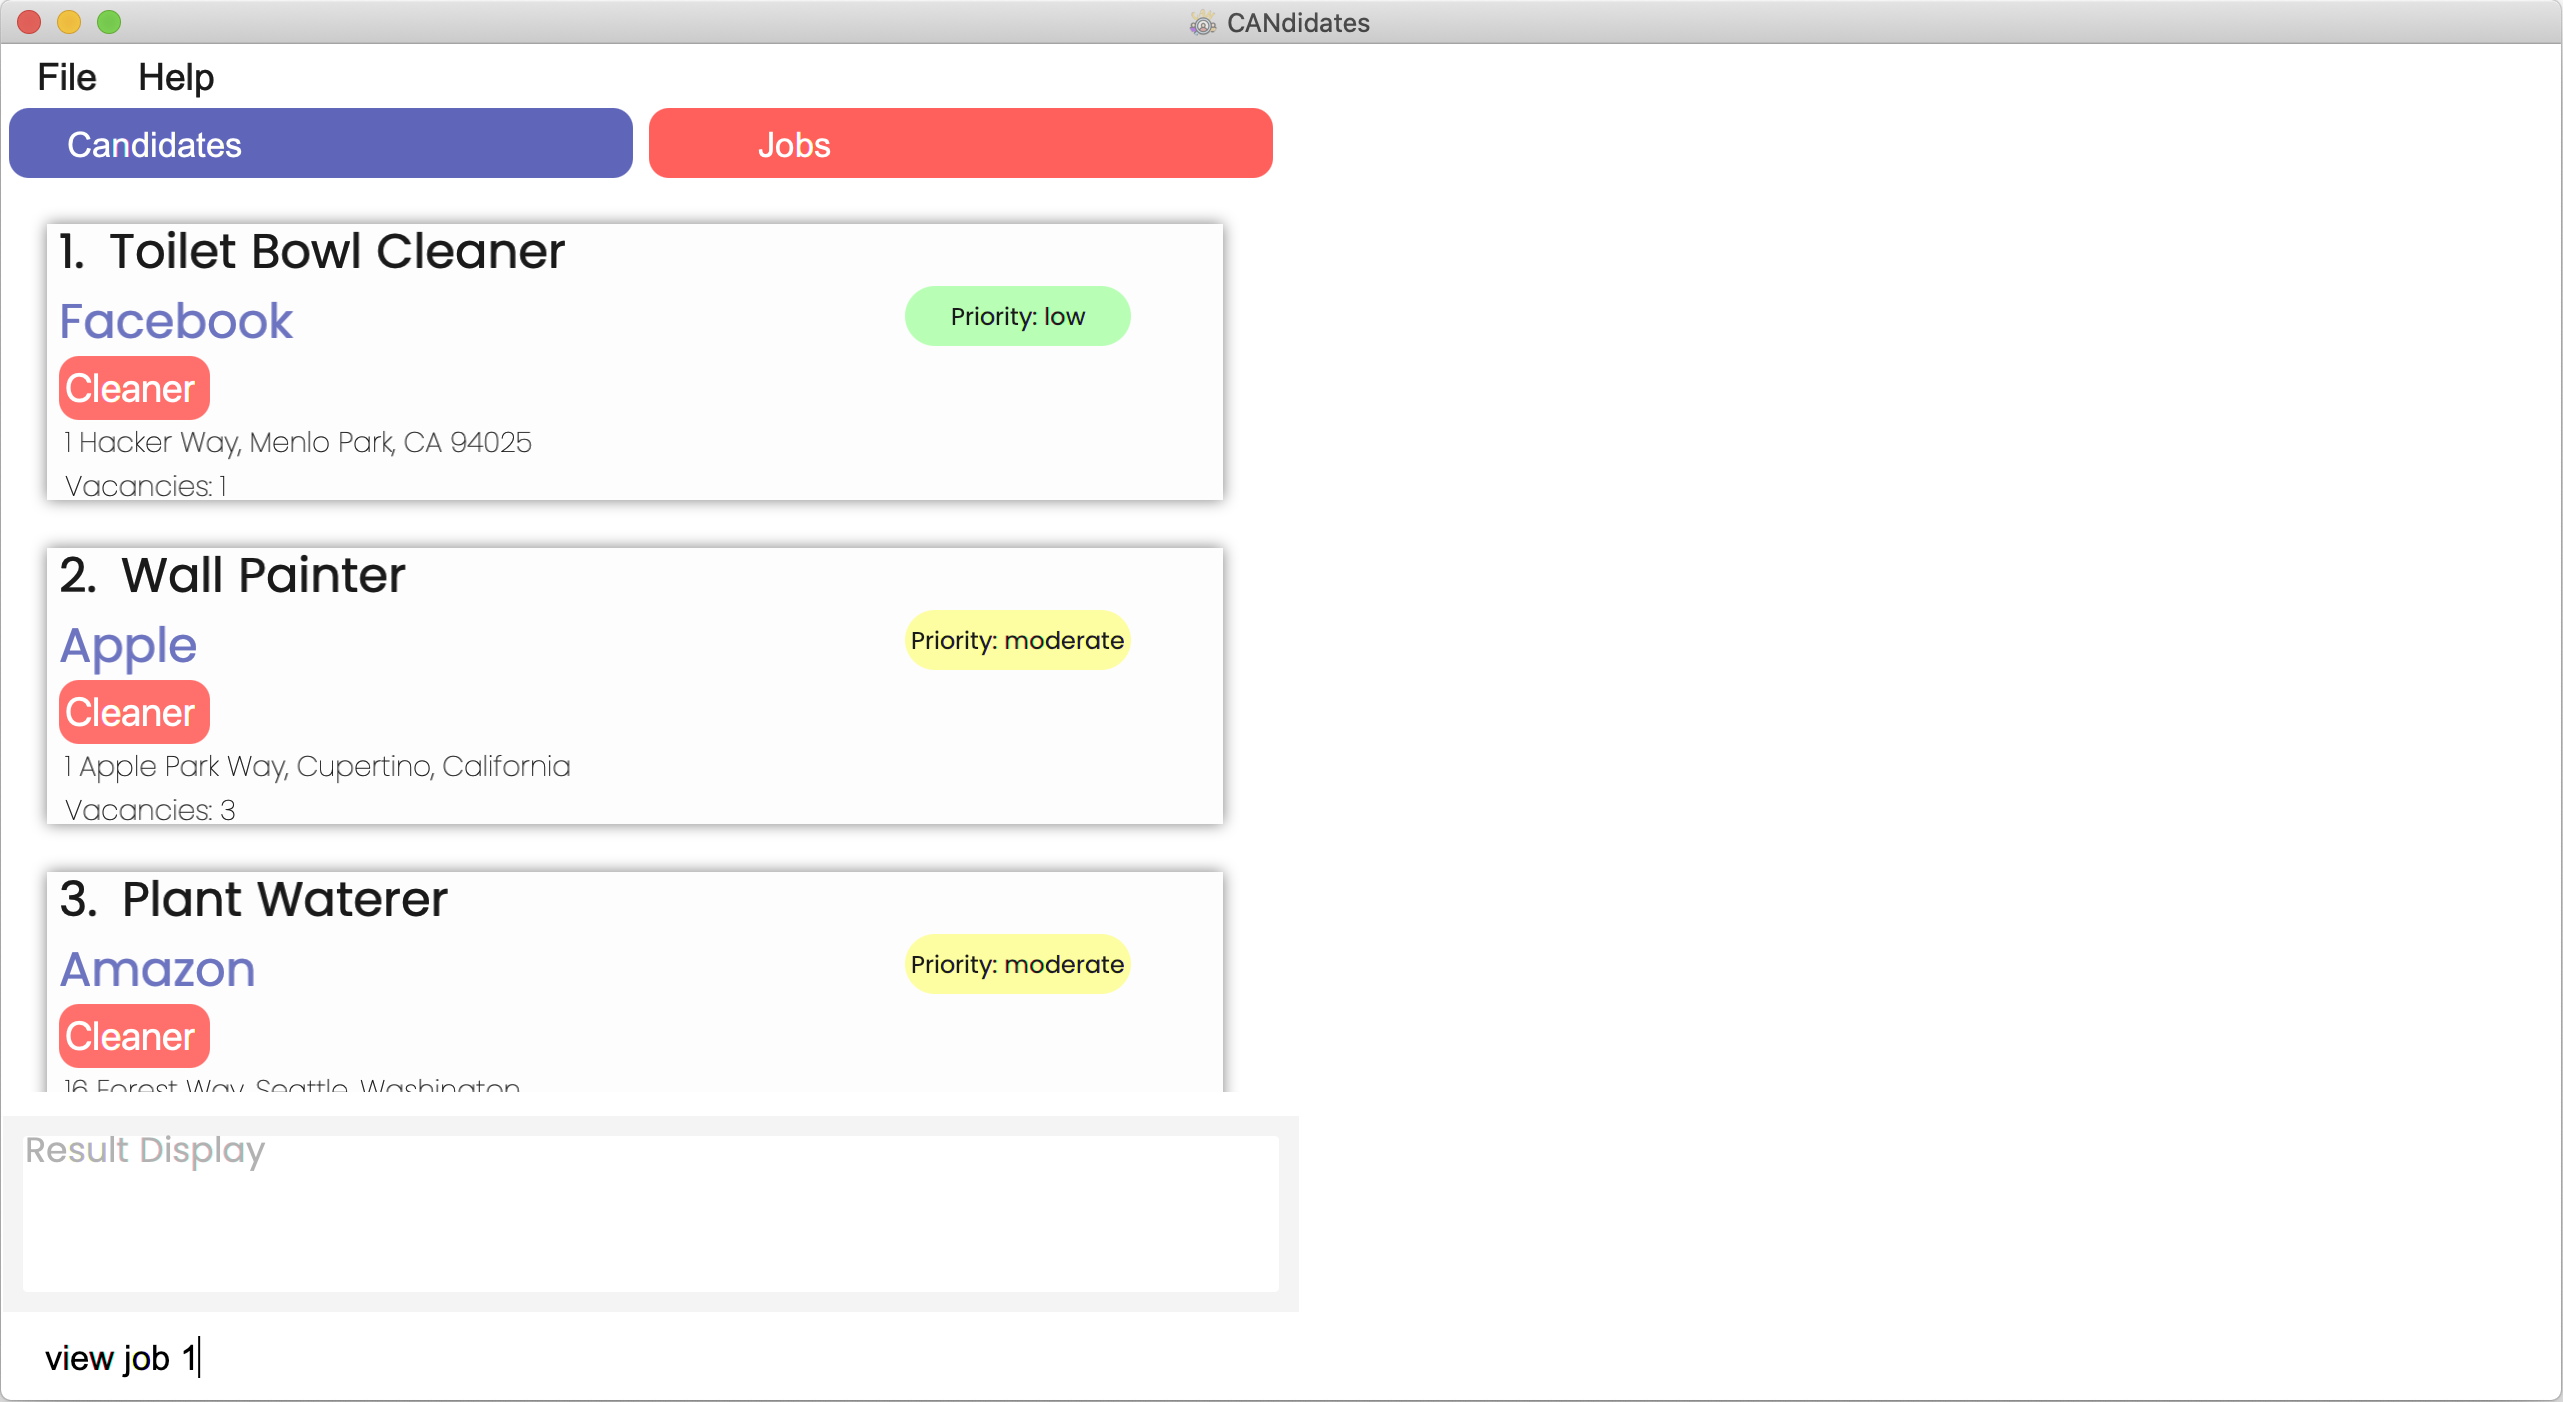 CANdidates
File Help
Candidates Jobs
1. Toilet Bowl Cleaner
Facebook
Priority: low
Cleaner
1 Hacker Way, Menlo Park, CA 94025
Vacancies: 1
2. Wall Painter
Apple
Priority: moderate
Cleaner
1 Apple Park Way, Cupertino, California
Vacancies: 3
3. Plant Waterer
Amazon
Priority: moderate
Cleaner
16 Forest Way, Seattle, Washington
Result Display
view job 1